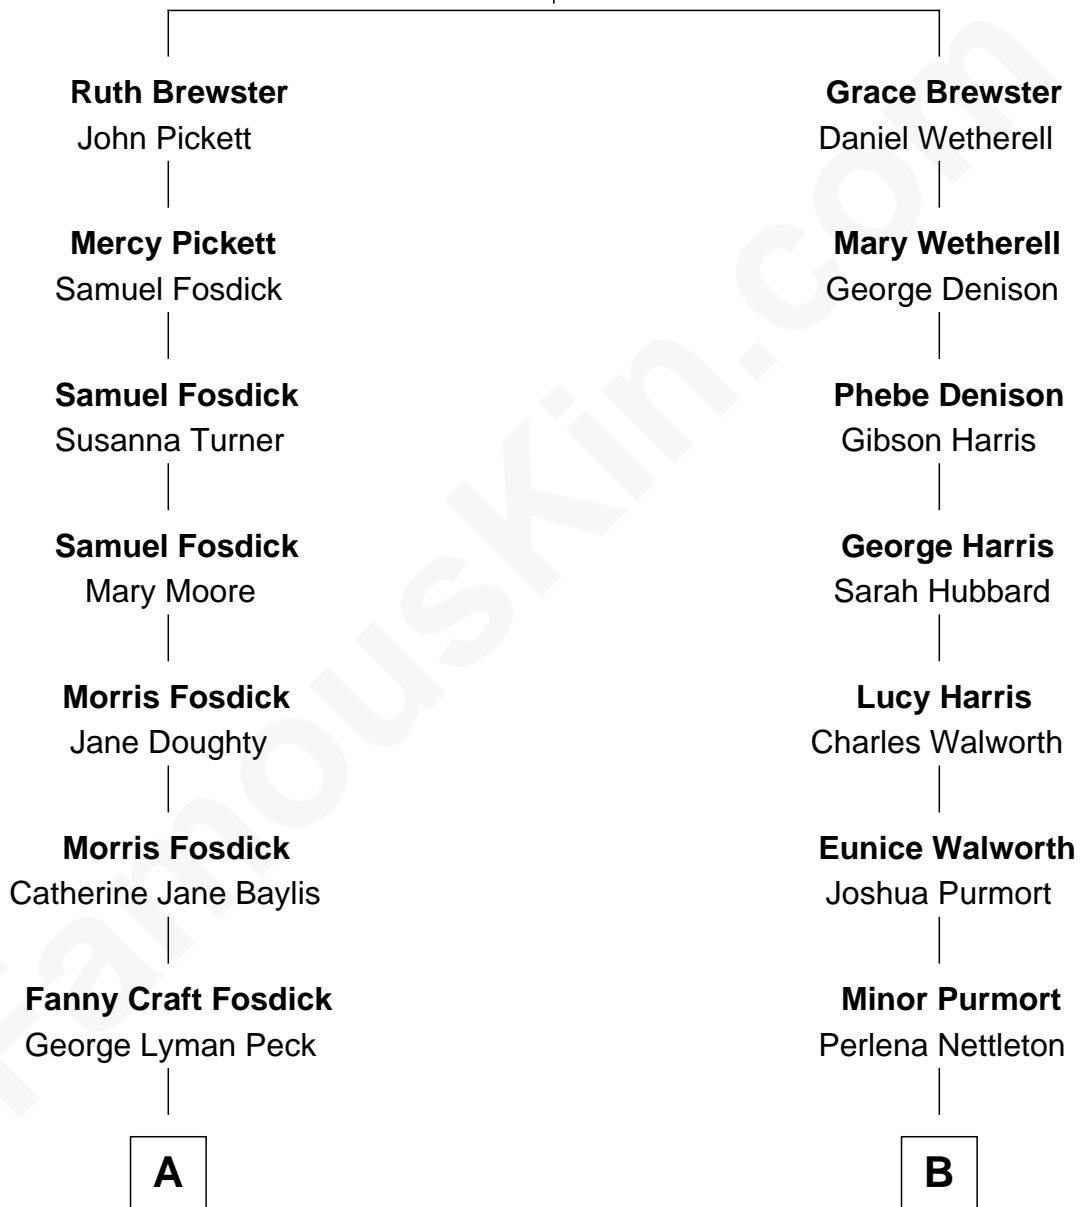 Ruth Brewster
John Pickett
Mercy Pickett
Samuel Fosdick
Samuel Fosdick
Susanna Turner
Samuel Fosdick
Mary Moore
Morris Fosdick
Jane Doughty
Morris Fosdick
Catherine Jane Baylis
Fanny Craft Fosdick
George Lyman Peck
A
Grace Brewster
Daniel Wetherell
Mary Wetherell
George Denison
Phebe Denison
Gibson Harris
George Harris
Sarah Hubbard
Lucy Harris
Charles Walworth
Eunice Walworth
Joshua Purmort
Minor Purmort
Perlena Nettleton
B
FamousKin.com